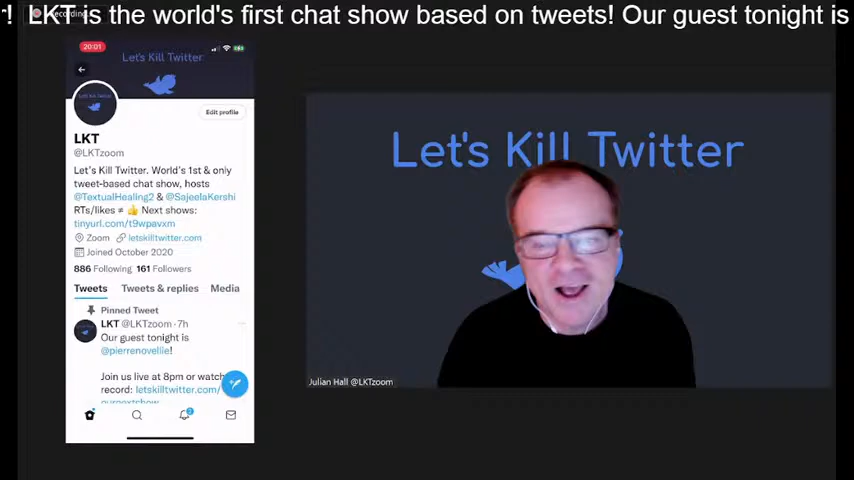 ! LKT is the world's first chat show based on tweets! Our guest tonight is
20:01
Let's Kill Twitter
Edit profile
LKT
@LKTzoom
Let's Kill Twitter. World's 1st & only
tweet-based chat show, hosts
@TextualHealing2 & @SajeelaKershi
RTs/likes ≠ 👍 Next shows:
tinyurl.com/t9wpavxm
Zoom letskilltwitter.com
Joined October 2020
886 Following 161 Followers
Tweets Tweets & replies Media
Pinned Tweet
LKT @LKTzoom · 7h
Our guest tonight is
@pierrenovellie!
Join us live at 8pm or watch
record: letskilltwitter.com/
ournextshow
Let's Kill Twitter
Julian Hall @LKTzoom